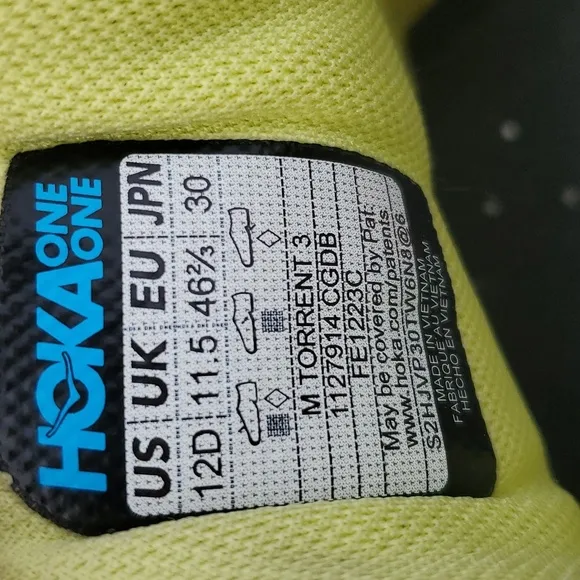 HOKA ONE ONE
US UK EU JPN
12D 11.5 46⅔ 30
M TORRENT 3
1127914 CGDB
FE1223C
May be covered by Pat.
www.hoka.com/patents
S2HJVP30TW6N8@6
MADE IN VIETNAM
FABRIQUE AU VIETNAM
HECHO EN VIETNAM